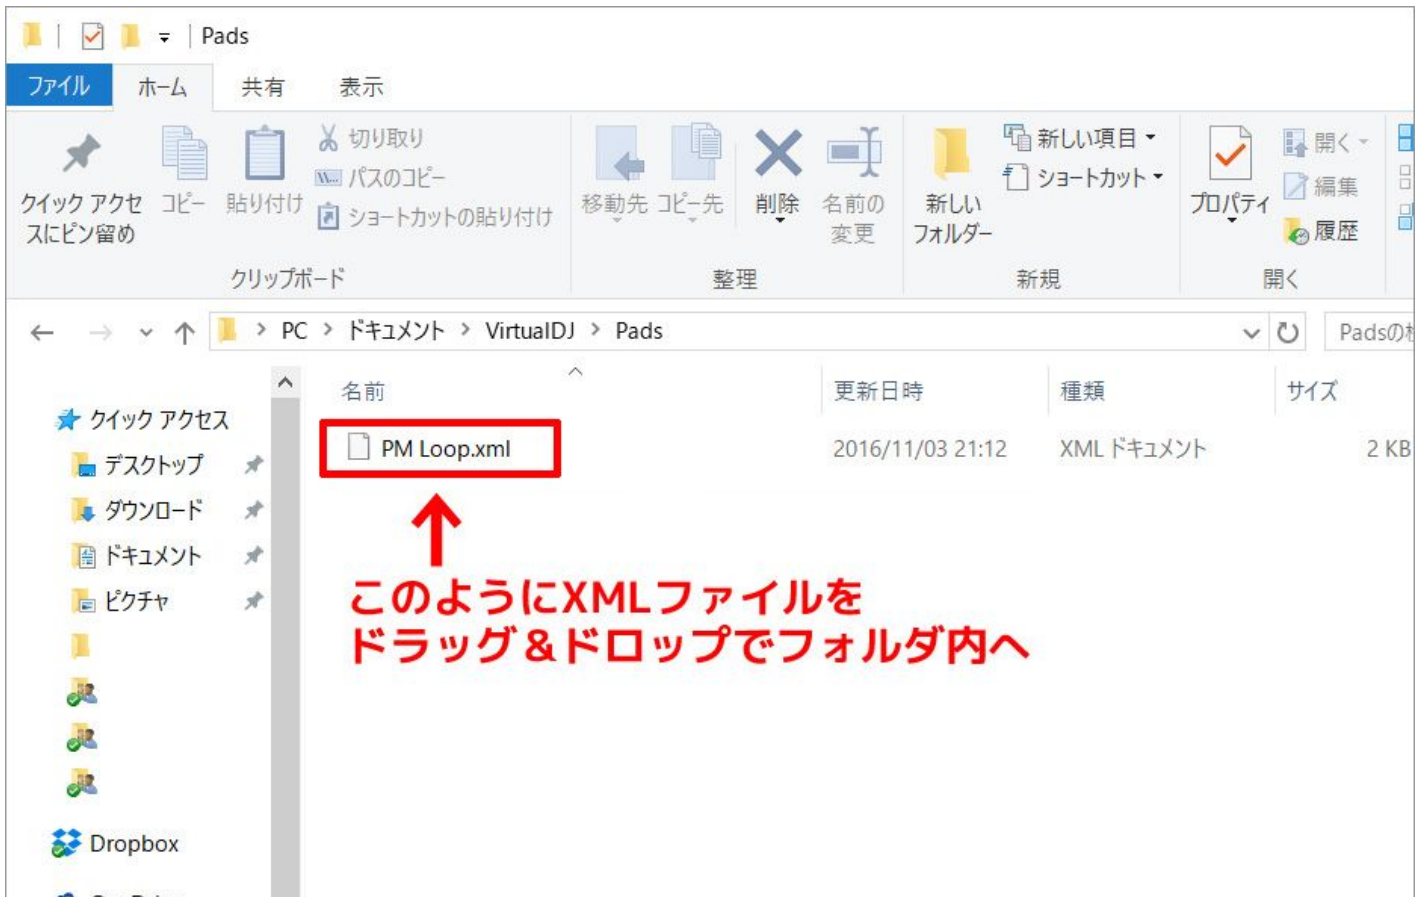 Pads
ファイル ホーム 共有 表示
クイック アクセ
スにピン留め
コピー
貼り付け
切り取り
パスのコピー
ショートカットの貼り付け
クリップボード
移動先
コピー先
削除
名前の
変更
整理
新しい
フォルダー
新しい項目
ショートカット
新規
プロパティ
開く
編集
履歴
開く
PC > ドキュメント > VirtualDJ > Pads
Padsの
クイック アクセス
デスクトップ
ダウンロード
ドキュメント
ピクチャ
Dropbox
名前 更新日時 種類 サイズ
PM Loop.xml 2016/11/03 21:12 XML ドキュメント 2 KB
このようにXMLファイルを
ドラッグ&ドロップでフォルダ内へ